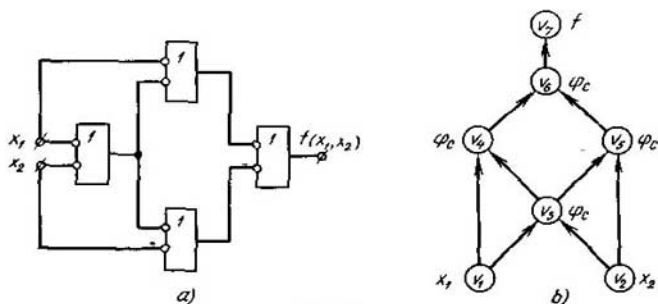 1
1
1
1
x₁
x₂
f(x₁, x₂)
a)
v₇ f
v₆ φc
φc v₄ v₅ φc
v₃ φc
x₁ v₁ v₂ x₂
b)